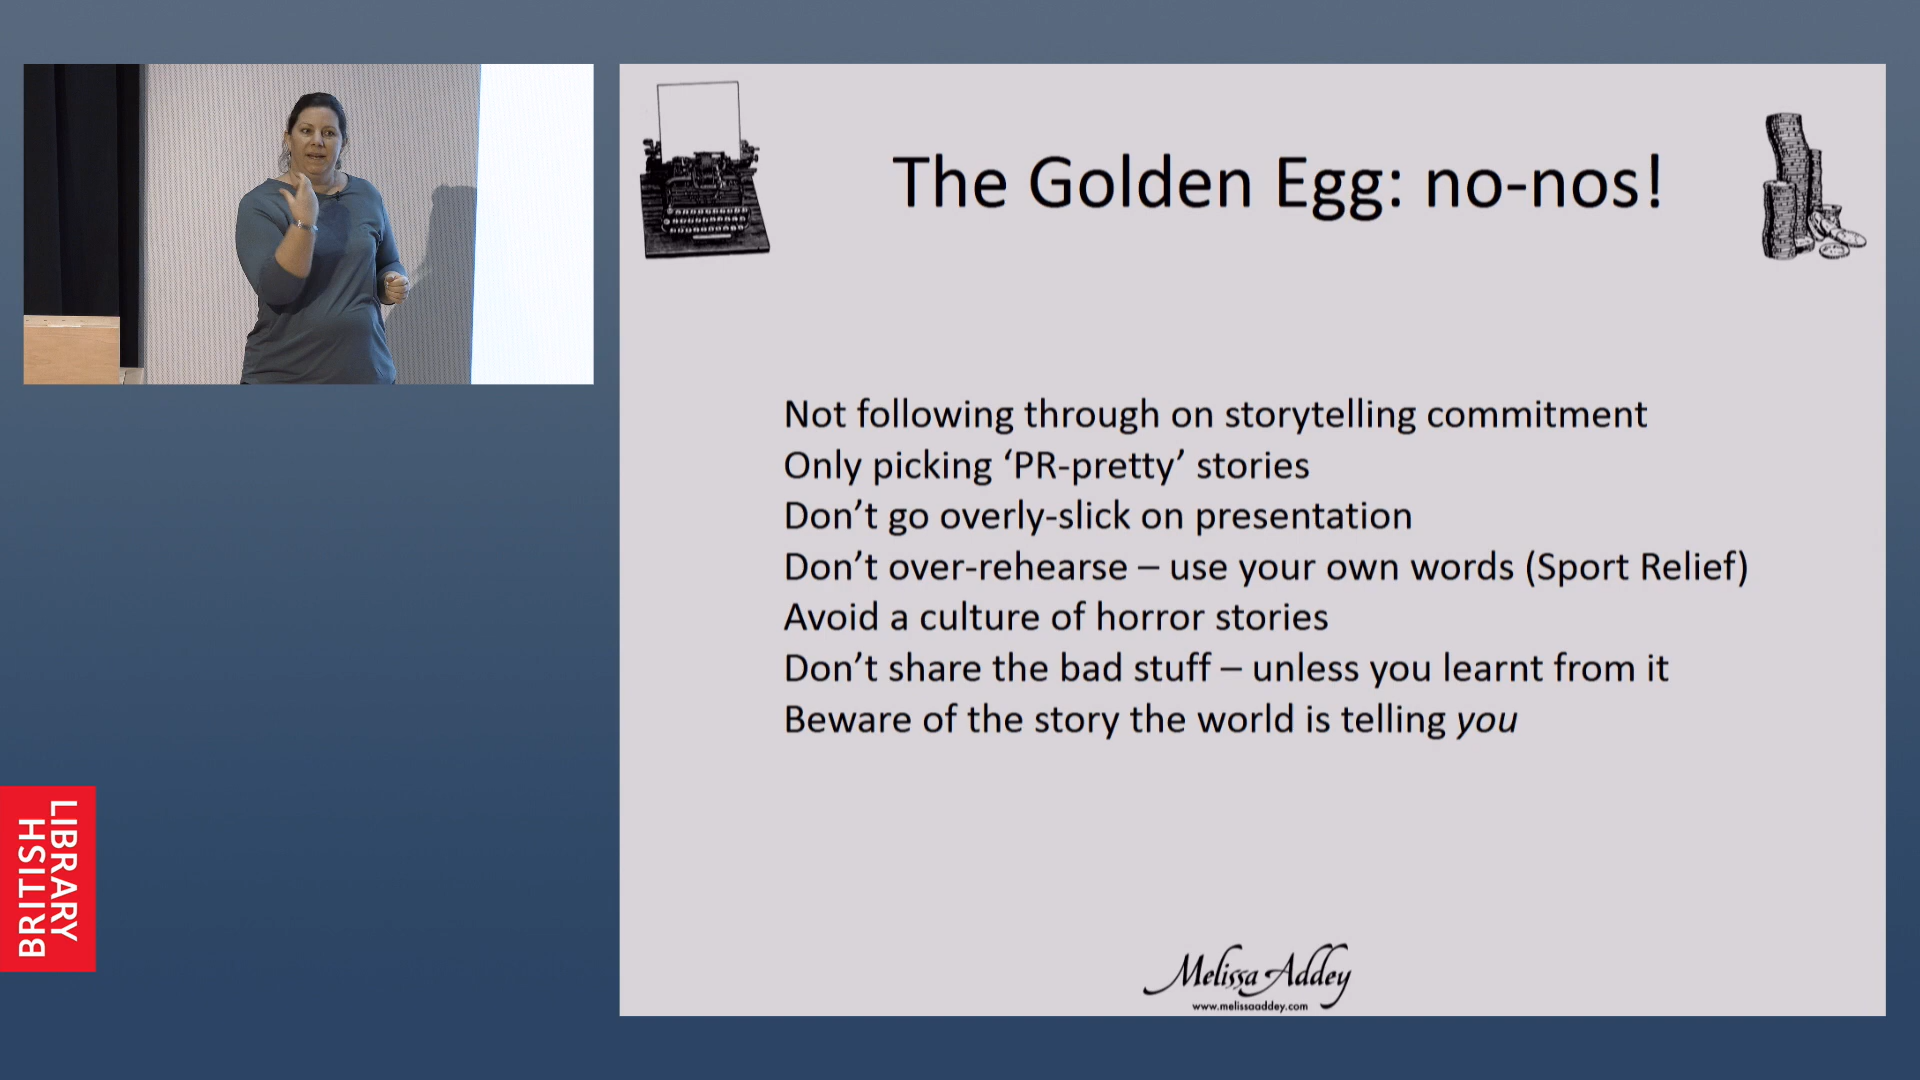 The Golden Egg: no-nos!
Not following through on storytelling commitment
Only picking ‘PR-pretty’ stories
Don’t go overly-slick on presentation
Don’t over-rehearse – use your own words (Sport Relief)
Avoid a culture of horror stories
Don’t share the bad stuff – unless you learnt from it
Beware of the story the world is telling you
Melissa Addey
www.melissaaddey.com
BRITISH
LIBRARY